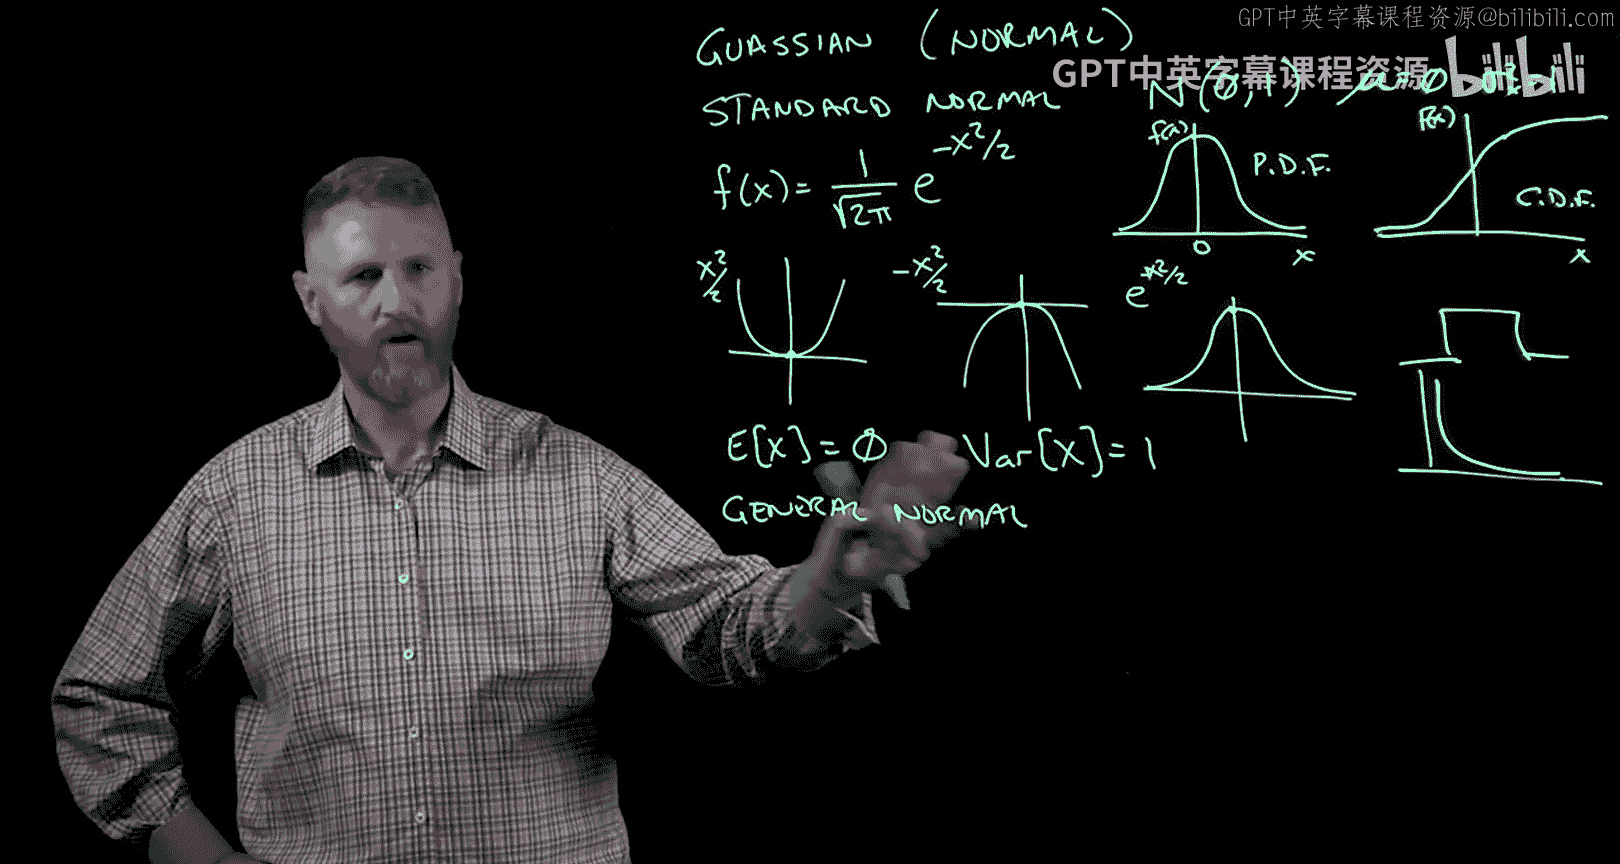 GPT中英字幕课程资源@bilibili.com
GUASSIAN (NORMAL)
GPT中英字幕课程资源 bilibili
STANDARD NORMAL N(0,1)
f(x) = 1/√2π e^-x²/2
f(x)
0
x
P.D.F.
F(x)
C.D.F.
x
x²/2
-x²/2
e^-x²/2
E[X]=0 Var[X]=1
GENERAL NORMAL